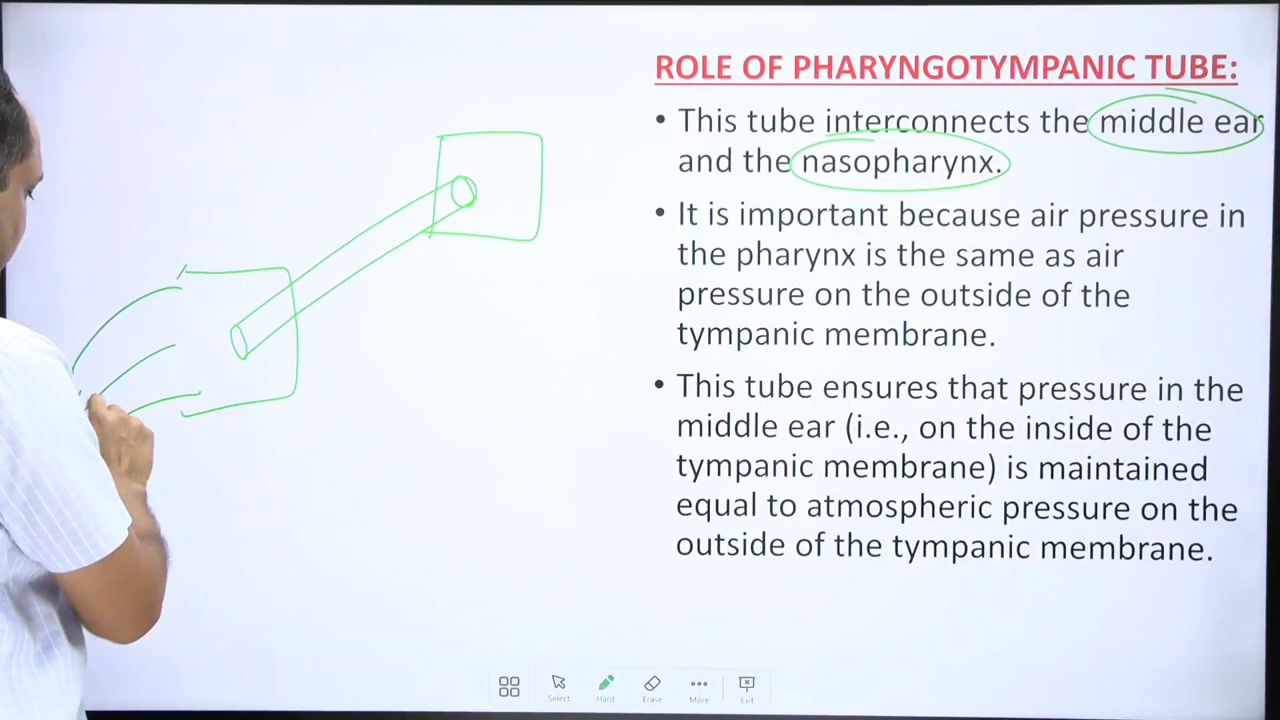 ROLE OF PHARYNGOTYMPANIC TUBE:
• This tube interconnects the middle ear
and the nasopharynx.
• It is important because air pressure in
the pharynx is the same as air
pressure on the outside of the
tympanic membrane.
• This tube ensures that pressure in the
middle ear (i.e., on the inside of the
tympanic membrane) is maintained
equal to atmospheric pressure on the
outside of the tympanic membrane.
Select
Hard
Erase
More
Exit